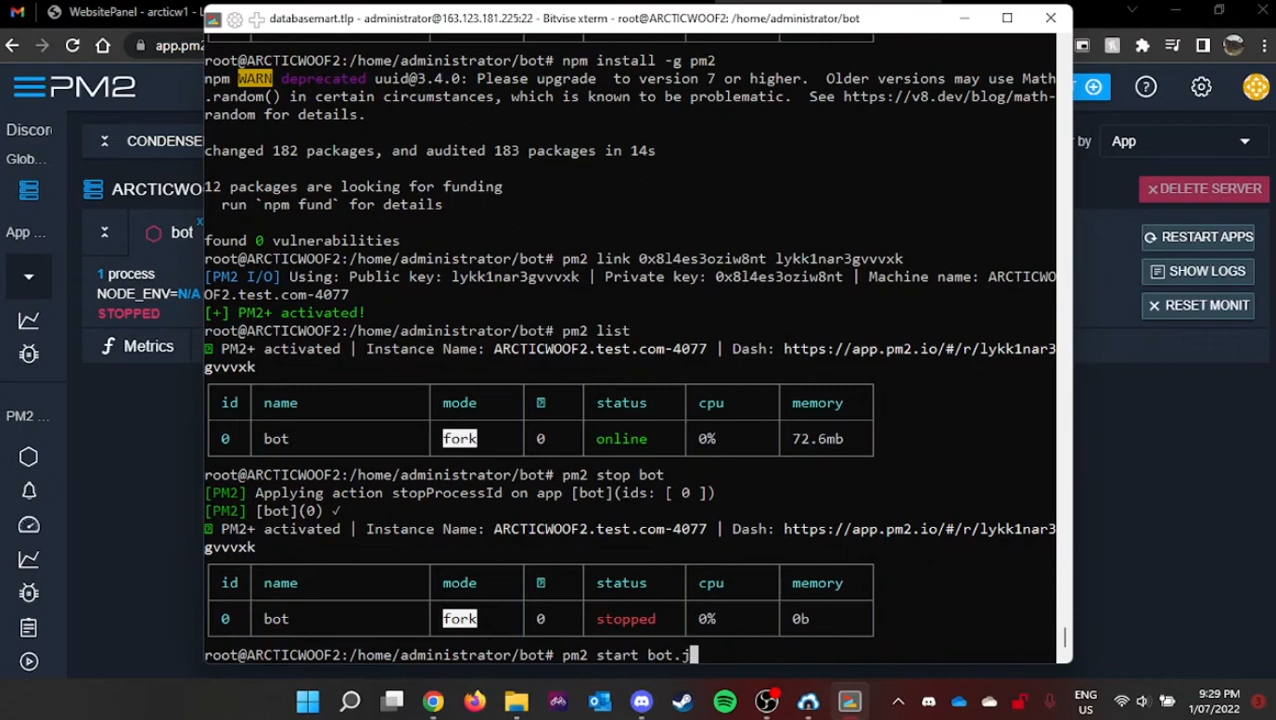 WebsitePanel - arcticw1 - L
databasemart.tlp - administrator@163.123.181.225:22 - Bitvise xterm - root@ARCTICWOOF2: /home/administrator/bot
app.pm2
root@ARCTICWOOF2:/home/administrator/bot# npm install -g pm2
npm WARN deprecated uuid@3.4.0: Please upgrade  to version 7 or higher.  Older versions may use Math
.random() in certain circumstances, which is known to be problematic.  See https://v8.dev/blog/math-
random for details.
changed 182 packages, and audited 183 packages in 14s
12 packages are looking for funding
run `npm fund` for details
found 0 vulnerabilities
root@ARCTICWOOF2:/home/administrator/bot# pm2 link 0x8l4es3oziw8nt lykk1nar3gvvvxk
[PM2 I/O] Using: Public key: lykk1nar3gvvvxk | Private key: 0x8l4es3oziw8nt | Machine name: ARCTICWO
OF2.test.com-4077
[+] PM2+ activated!
root@ARCTICWOOF2:/home/administrator/bot# pm2 list
PM2+ activated | Instance Name: ARCTICWOOF2.test.com-4077 | Dash: https://app.pm2.io/#/r/lykk1nar3
gvvvxk
id name mode status cpu memory
0 bot fork 0 online 0% 72.6mb
root@ARCTICWOOF2:/home/administrator/bot# pm2 stop bot
[PM2] Applying action stopProcessId on app [bot](ids: [ 0 ])
[PM2] [bot](0) ✓
PM2+ activated | Instance Name: ARCTICWOOF2.test.com-4077 | Dash: https://app.pm2.io/#/r/lykk1nar3
gvvvxk
id name mode status cpu memory
0 bot fork 0 stopped 0% 0b
root@ARCTICWOOF2:/home/administrator/bot# pm2 start bot.j
PM2
Discor
Glob...
App ...
PM2 ...
CONDENSE
ARCTICWO
bot
1 process
NODE_ENV=N/A
STOPPED
Metrics
by
App
DELETE SERVER
RESTART APPS
SHOW LOGS
RESET MONIT
ENG
US
9:29 PM
1/07/2022